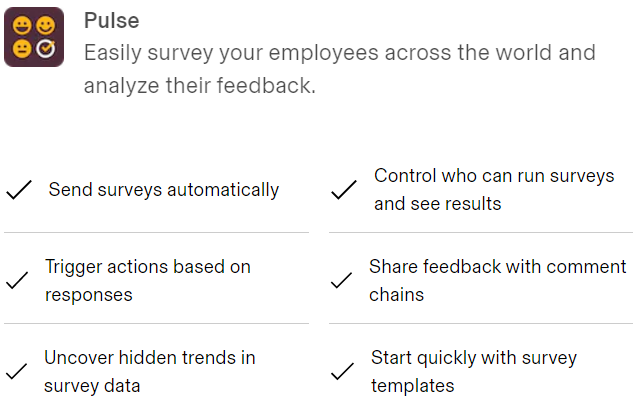 Pulse
Easily survey your employees across the world and
analyze their feedback.
Send surveys automatically
Control who can run surveys
and see results
Trigger actions based on
responses
Share feedback with comment
chains
Uncover hidden trends in
survey data
Start quickly with survey
templates